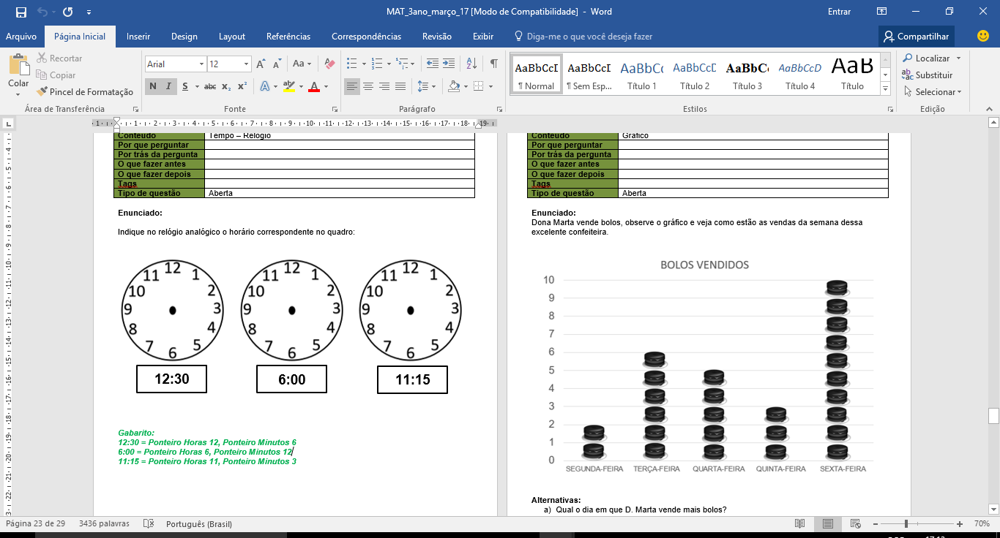 MAT_3ano_março_17 [Modo de Compatibilidade] - Word
Entrar
Arquivo Página Inicial Inserir Design Layout Referências Correspondências Revisão Exibir Diga-me o que você deseja fazer Compartilhar
Colar
Recortar
Copiar
Pincel de Formatação
Área de Transferência
Arial 12
N I S abc x₂ x²
Fonte
Parágrafo
AaBbCcI AaBbCcI AaBbCc AaBbCcD AaBbCc AaBbCcD AaB
¶ Normal ¶ Sem Esp... Título 1 Título 2 Título 3 Título 4 Título
Estilos
Localizar
Substituir
Selecionar
Edição
Conteúdo Tempo – Relógio
Por que perguntar
Por trás da pergunta
O que fazer antes
O que fazer depois
Tags
Tipo de questão Aberta
Enunciado:
Indique no relógio analógico o horário correspondente no quadro:
12 1 2 3 4 5 6 7 8 9 10 11
12 1 2 3 4 5 6 7 8 9 10 11
12 1 2 3 4 5 6 7 8 9 10 11
12:30 6:00 11:15
Gabarito:
12:30 = Ponteiro Horas 12, Ponteiro Minutos 6
6:00 = Ponteiro Horas 6, Ponteiro Minutos 12
11:15 = Ponteiro Horas 11, Ponteiro Minutos 3
Conteúdo Gráfico
Por que perguntar
Por trás da pergunta
O que fazer antes
O que fazer depois
Tags
Tipo de questão Aberta
Enunciado:
Dona Marta vende bolos, observe o gráfico e veja como estão as vendas da semana dessa
excelente confeiteira.
BOLOS VENDIDOS
10
9
8
7
6
5
4
3
2
1
0
SEGUNDA-FEIRA TERÇA-FEIRA QUARTA-FEIRA QUINTA-FEIRA SEXTA-FEIRA
Alternativas:
a) Qual o dia em que D. Marta vende mais bolos?
Página 23 de 29 3436 palavras Português (Brasil) 70%